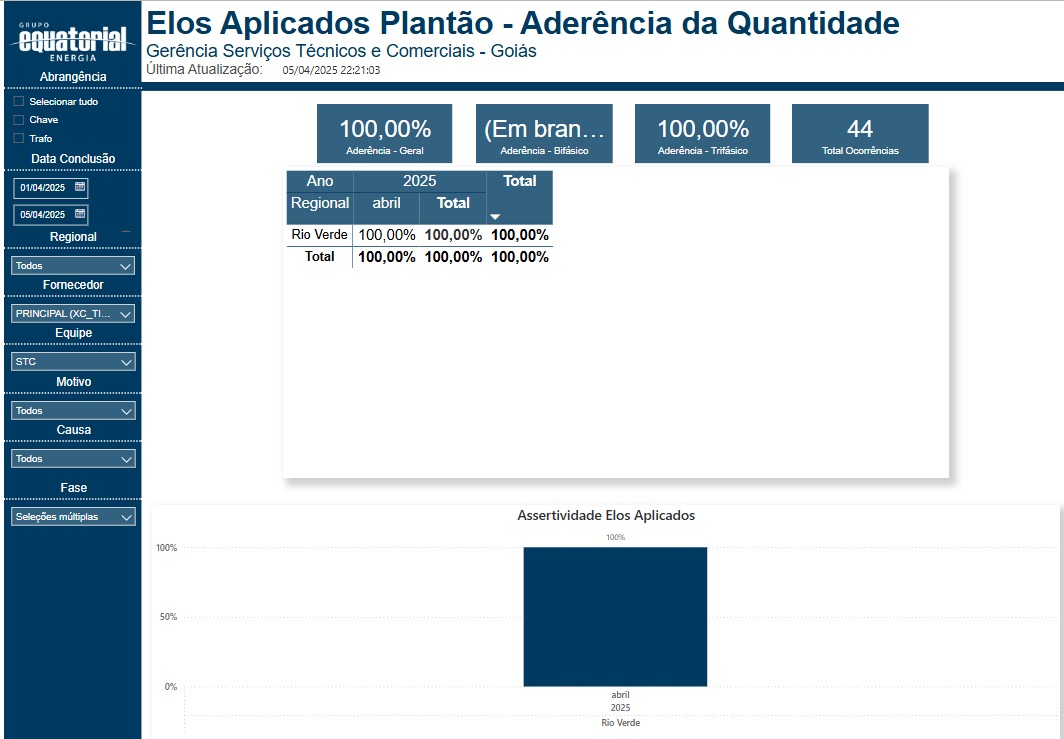 GRUPO
equatorial
ENERGIA
Elos Aplicados Plantão - Aderência da Quantidade
Gerência Serviços Técnicos e Comerciais - Goiás
Última Atualização: 05/04/2025 22:21:03
Abrangência
Selecionar tudo
Chave
Trafo
Data Conclusão
01/04/2025
05/04/2025
Regional
Todos
Fornecedor
PRINCIPAL (XC_TI...
Equipe
STC
Motivo
Todos
Causa
Todos
Fase
Seleções múltiplas
100,00%
Aderência - Geral
(Em bran...
Aderência - Bifásico
100,00%
Aderência - Trifásico
44
Total Ocorrências
Ano 2025 Total
Regional abril Total
Rio Verde 100,00% 100,00% 100,00%
Total 100,00% 100,00% 100,00%
Assertividade Elos Aplicados
100%
100%
50%
0%
abril
2025
Rio Verde